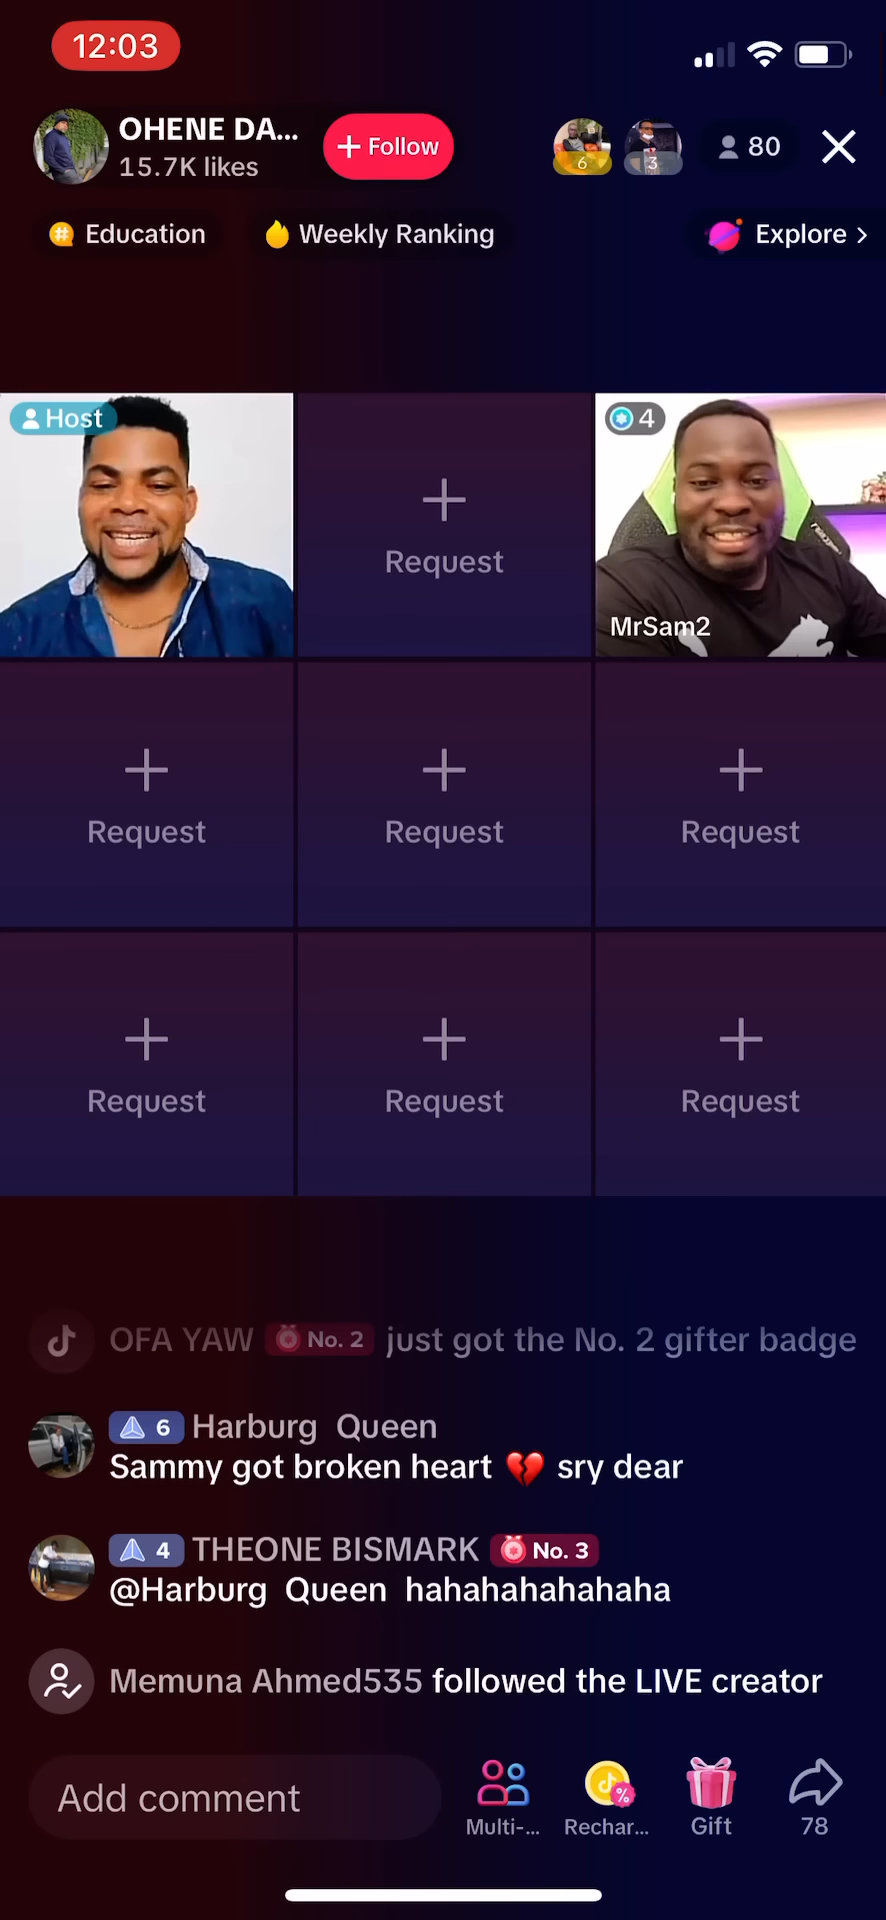 12:03
OHENE DA...
15.7K likes
+ Follow
6
3
80
Education
Weekly Ranking
Explore >
Host
Request
4
MrSam2
Request
Request
Request
Request
Request
Request
OFA YAW No. 2 just got the No. 2 gifter badge
6 Harburg Queen
Sammy got broken heart 💔 sry dear
4 THEONE BISMARK No. 3
@Harburg Queen hahahahahahaha
Memuna Ahmed535 followed the LIVE creator
Add comment
Multi-...
Rechar...
Gift
78